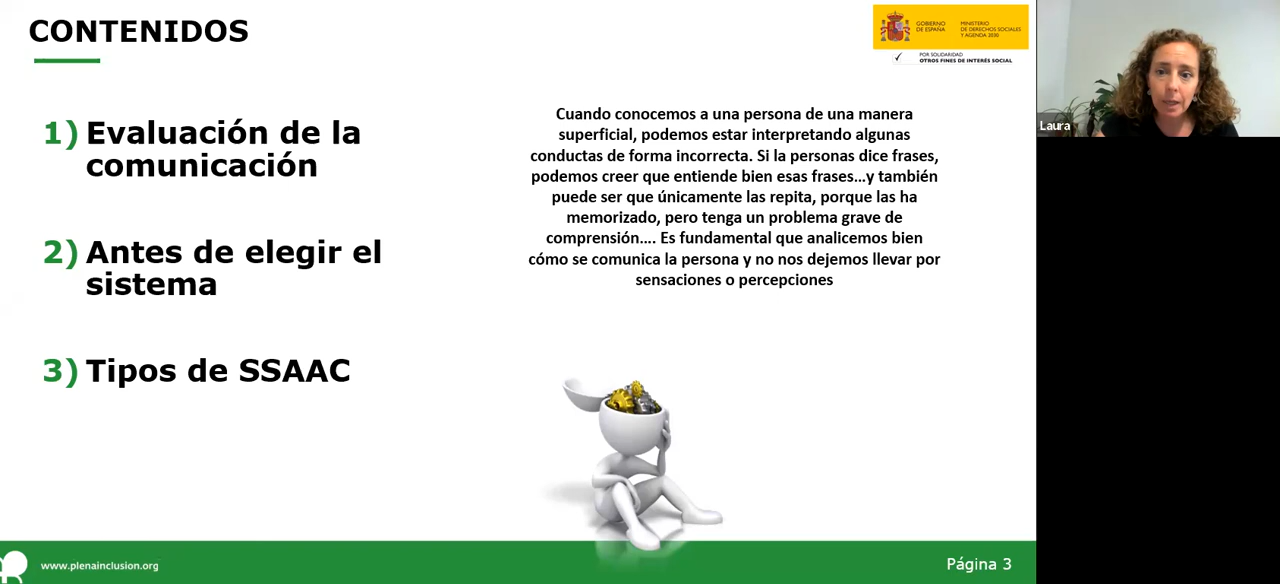 CONTENIDOS
GOBIERNO
DE ESPAÑA
MINISTERIO
DE DERECHOS SOCIALES
Y AGENDA 2030
POR SOLIDARIDAD
OTROS FINES DE INTERÉS SOCIAL
1) Evaluación de la
comunicación
2) Antes de elegir el
sistema
3) Tipos de SSAAC
Cuando conocemos a una persona de una manera
superficial, podemos estar interpretando algunas
conductas de forma incorrecta. Si la personas dice frases,
podemos creer que entiende bien esas frases...y también
puede ser que únicamente las repita, porque las ha
memorizado, pero tenga un problema grave de
comprensión.... Es fundamental que analicemos bien
cómo se comunica la persona y no nos dejemos llevar por
sensaciones o percepciones
Laura
www.plenainclusion.org
Página 3